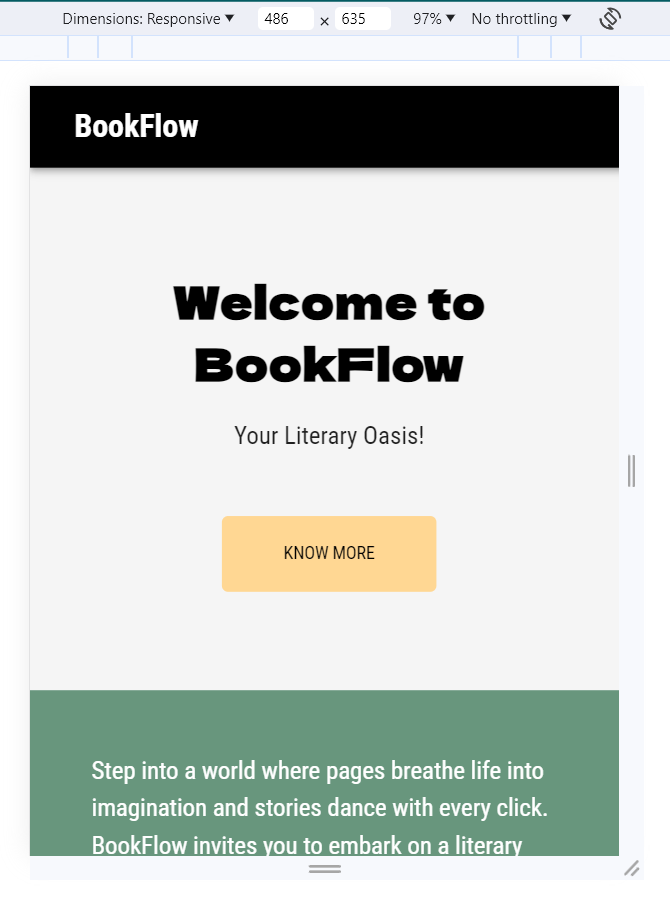 Dimensions: Responsive ▼ 486 × 635 97% ▼ No throttling ▼
BookFlow
Welcome to
BookFlow
Your Literary Oasis!
KNOW MORE
Step into a world where pages breathe life into
imagination and stories dance with every click.
BookFlow invites you to embark on a literary